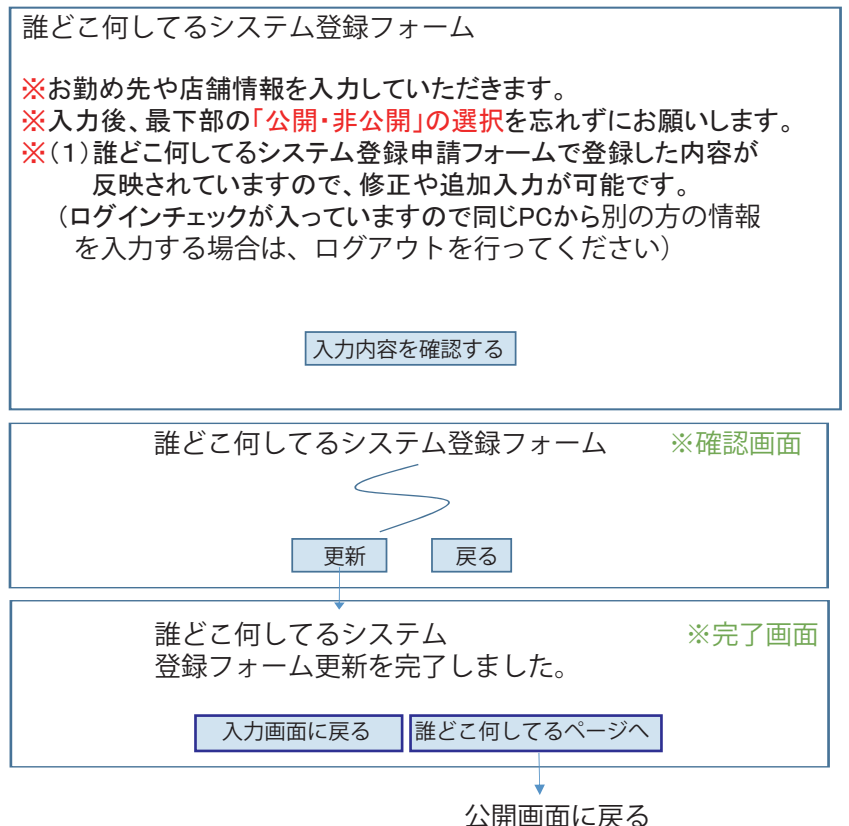 誰どこ何してるシステム登録フォーム
※お勤め先や店舗情報を入力していただきます。
※入力後、最下部の「公開・非公開」の選択を忘れずにお願いします。
※(1)誰どこ何してるシステム登録申請フォームで登録した内容が
反映されていますので、修正や追加入力が可能です。
(ログインチェックが入っていますので同じPCから別の方の情報
を入力する場合は、ログアウトを行ってください)
入力内容を確認する
誰どこ何してるシステム登録フォーム ※確認画面
更新 戻る
誰どこ何してるシステム ※完了画面
登録フォーム更新を完了しました。
入力画面に戻る 誰どこ何してるページへ
公開画面に戻る